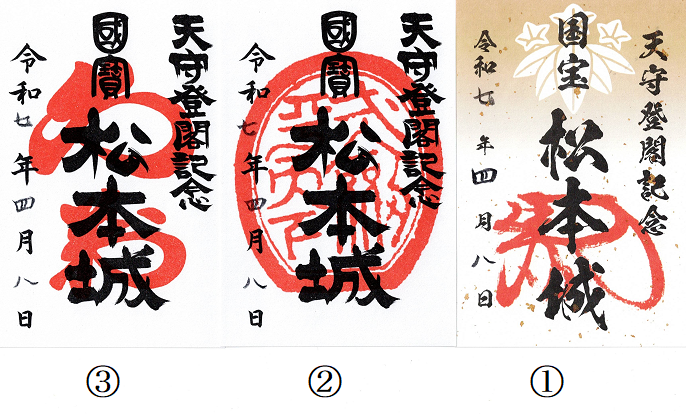 天守登閣記念
国宝 松本城
令和七年四月八日
①
天守登閣記念
國寶 松本城
令和七年四月八日
②
天守登閣記念
國寶 松本城
令和七年四月八日
③